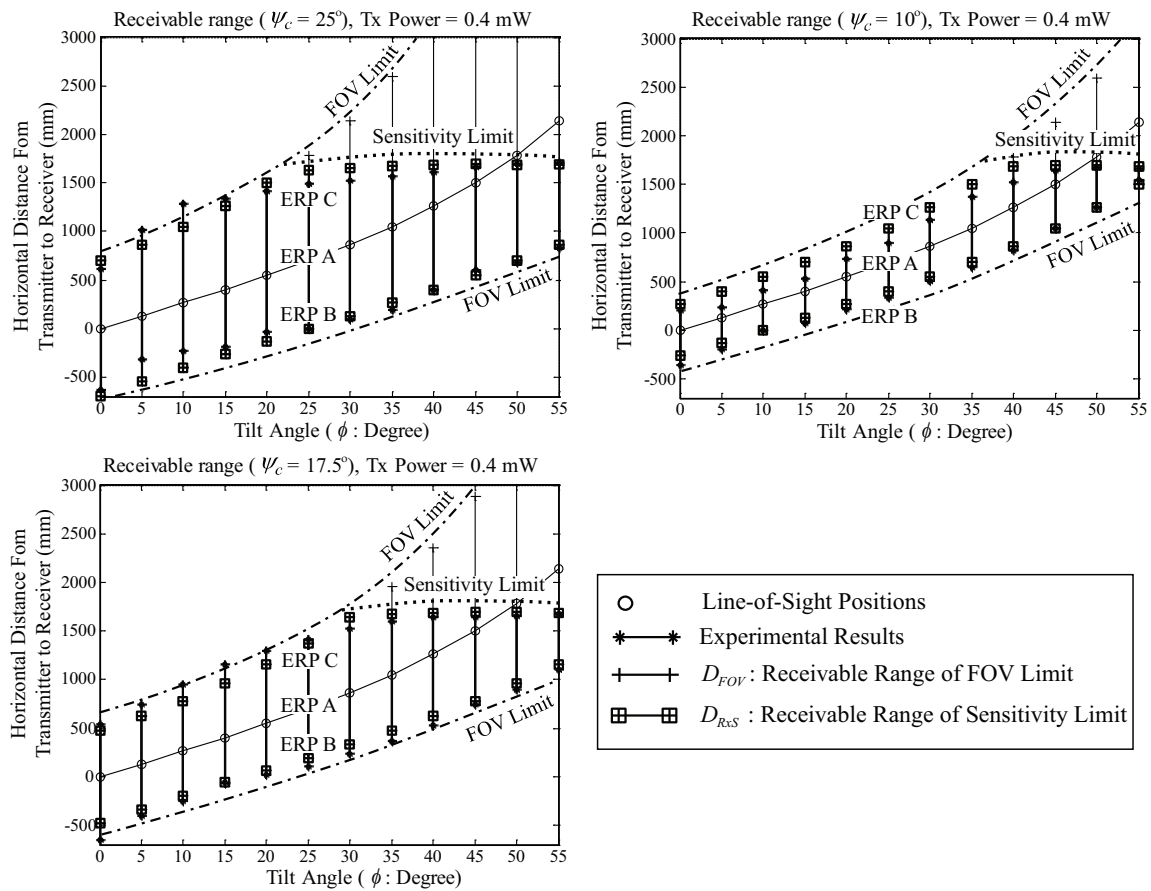 Receivable range ( ψc = 25°), Tx Power = 0.4 mW
Horizontal Distance Fom
Transmitter to Receiver (mm)
3000
2500
2000
1500
1000
500
0
-500
FOV Limit
Sensitivity Limit
ERP C
ERP A
ERP B
FOV Limit
0 5 10 15 20 25 30 35 40 45 50 55
Tilt Angle ( ϕ : Degree)
Receivable range ( ψc = 10°), Tx Power = 0.4 mW
Horizontal Distance Fom
Transmitter to Receiver (mm)
3000
2500
2000
1500
1000
500
0
-500
FOV Limit
Sensitivity Limit
ERP C
ERP A
ERP B
FOV Limit
0 5 10 15 20 25 30 35 40 45 50 55
Tilt Angle ( ϕ : Degree)
Receivable range ( ψc = 17.5°), Tx Power = 0.4 mW
Horizontal Distance Fom
Transmitter to Receiver (mm)
3000
2500
2000
1500
1000
500
0
-500
FOV Limit
Sensitivity Limit
ERP C
ERP A
ERP B
FOV Limit
0 5 10 15 20 25 30 35 40 45 50 55
Tilt Angle ( ϕ : Degree)
Line-of-Sight Positions
Experimental Results
DFOV : Receivable Range of FOV Limit
DRxS : Receivable Range of Sensitivity Limit